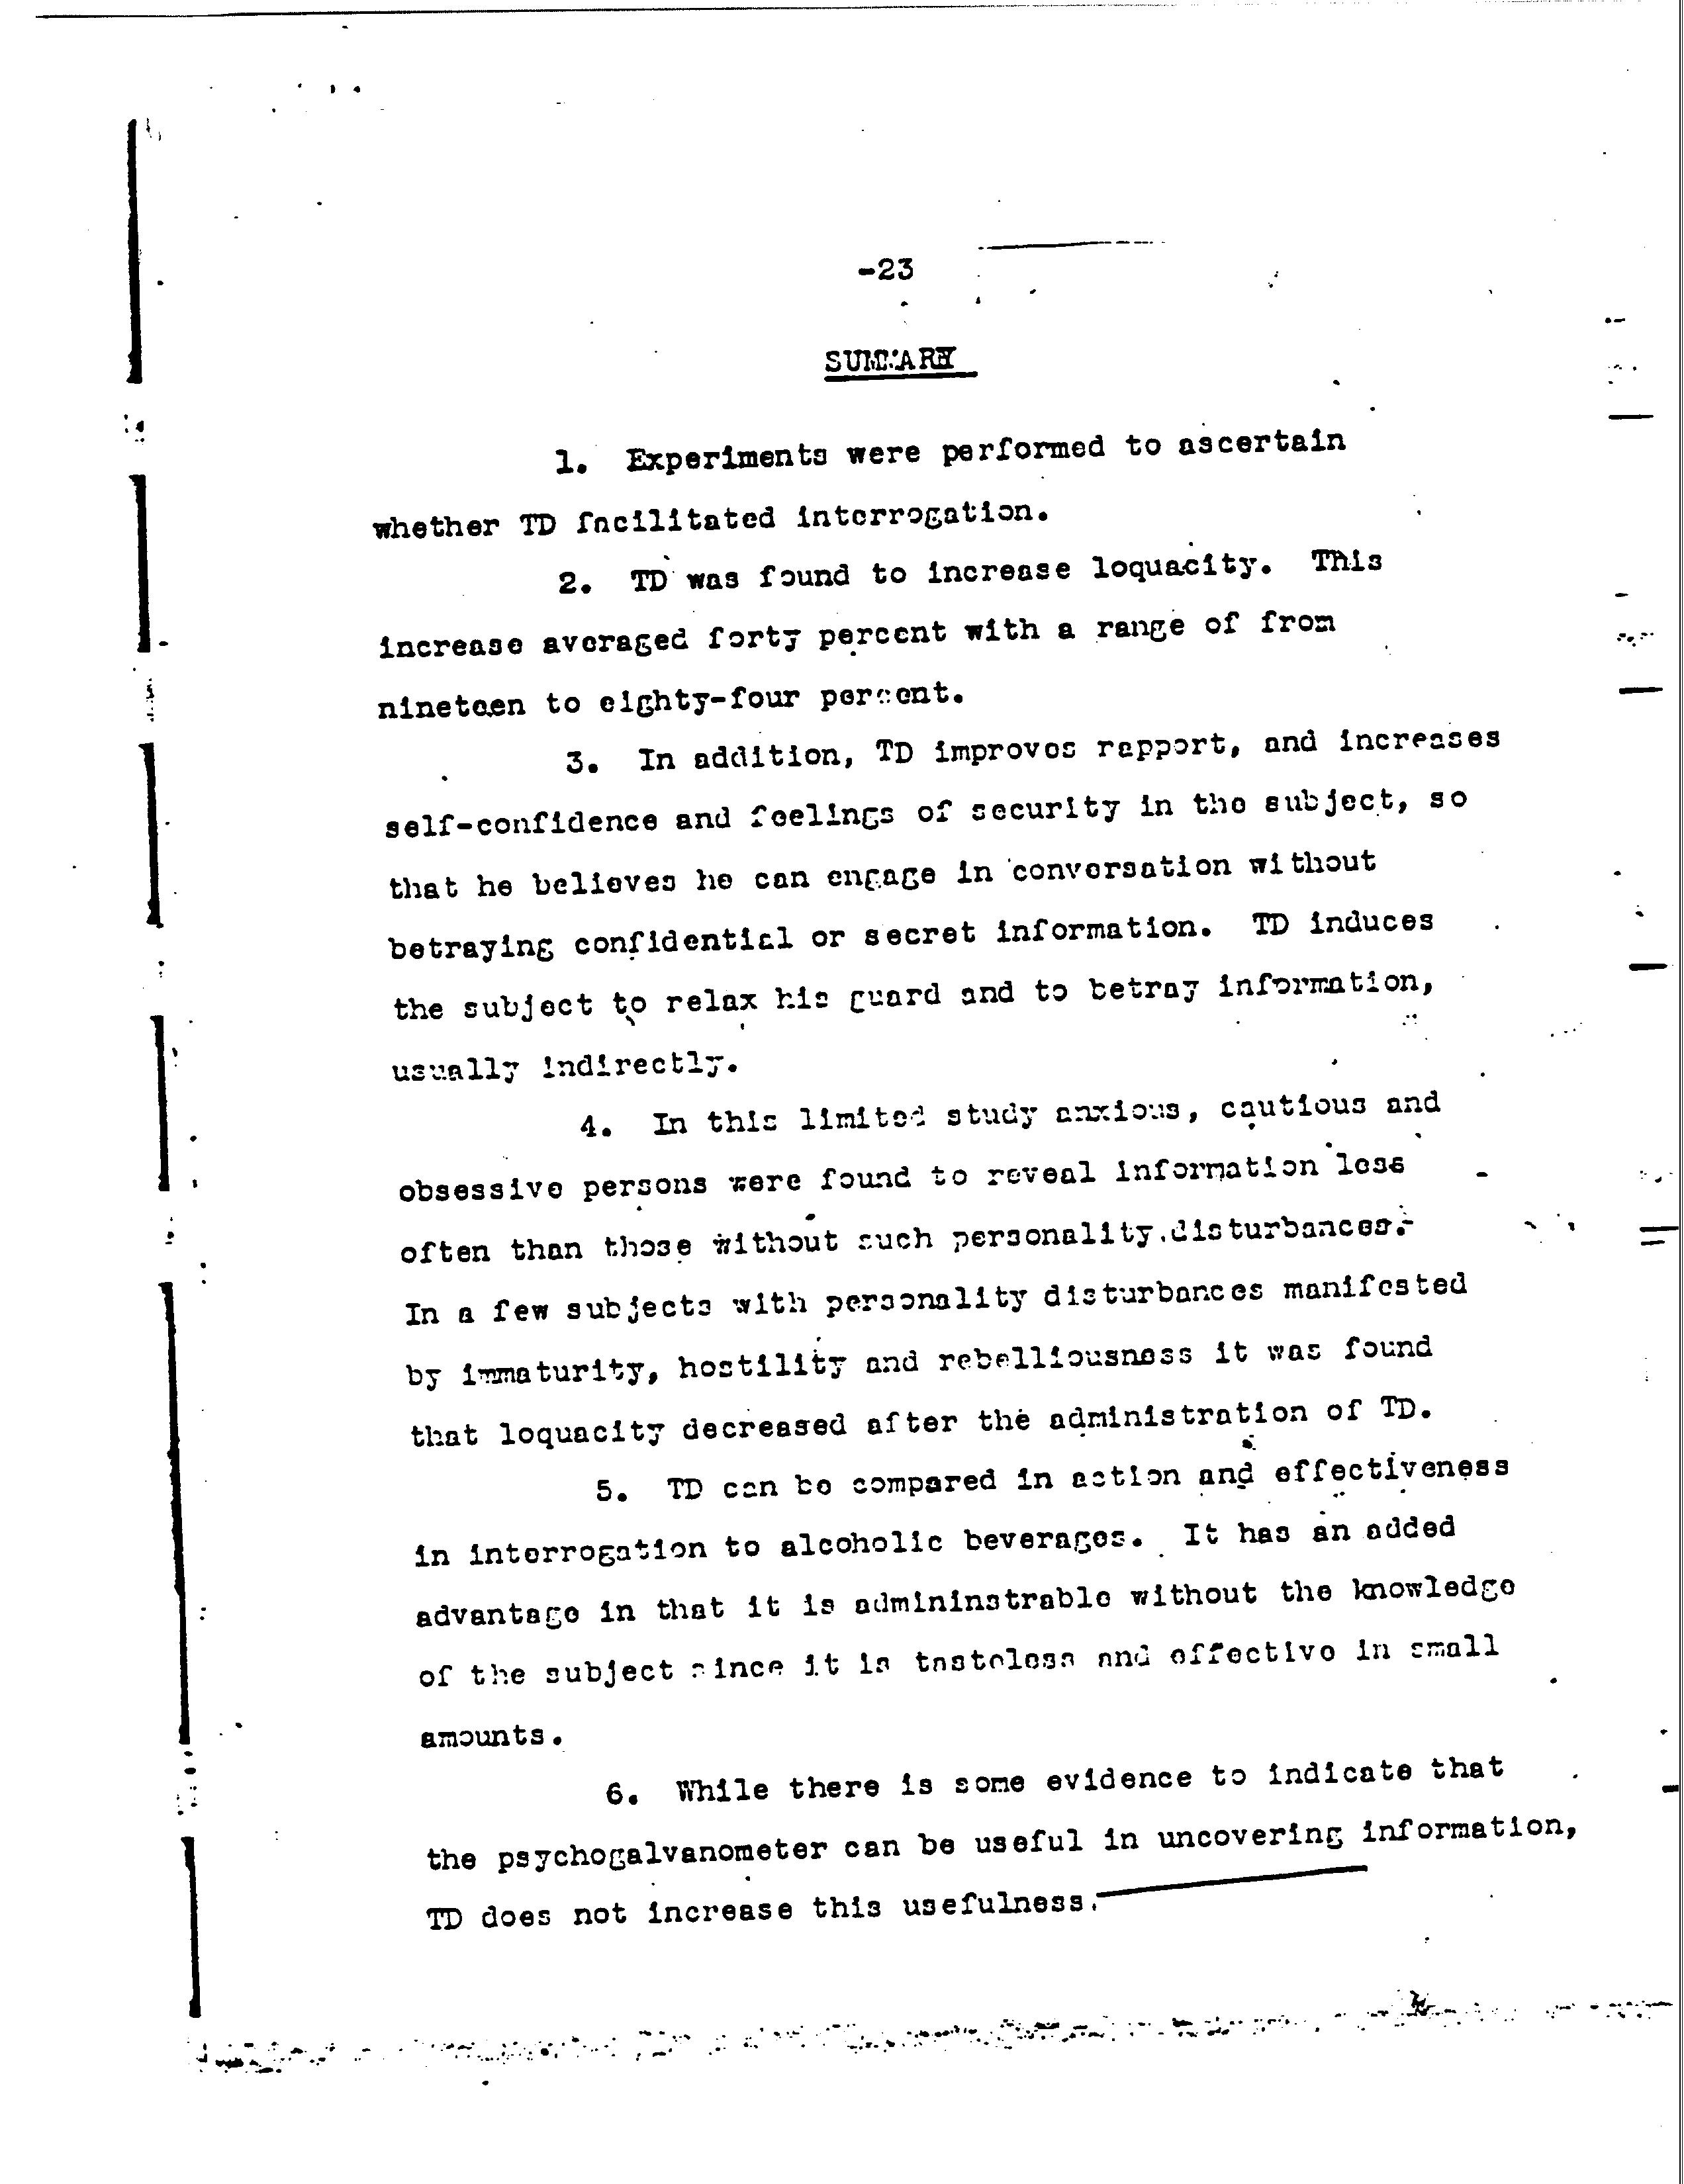 -23
SUMMARY
1. Experiments were performed to ascertain
whether TD facilitated interrogation.
2. TD was found to increase loquacity. This
increase averaged forty percent with a range of from
nineteen to eighty-four percent.
3. In addition, TD improves rapport, and increases
self-confidence and feelings of security in the subject, so
that he believes he can engage in conversation without
betraying confidential or secret information. TD induces
the subject to relax his guard and to betray information,
usually indirectly.
4. In this limited study anxious, cautious and
obsessive persons were found to reveal information less
often than those without such personality disturbances.
In a few subjects with personality disturbances manifested
by immaturity, hostility and rebelliousness it was found
that loquacity decreased after the administration of TD.
5. TD can be compared in action and effectiveness
in interrogation to alcoholic beverages. It has an added
advantage in that it is admininstrable without the knowledge
of the subject since it is tasteless and effective in small
amounts.
6. While there is some evidence to indicate that
the psychogalvanometer can be useful in uncovering information,
TD does not increase this usefulness.